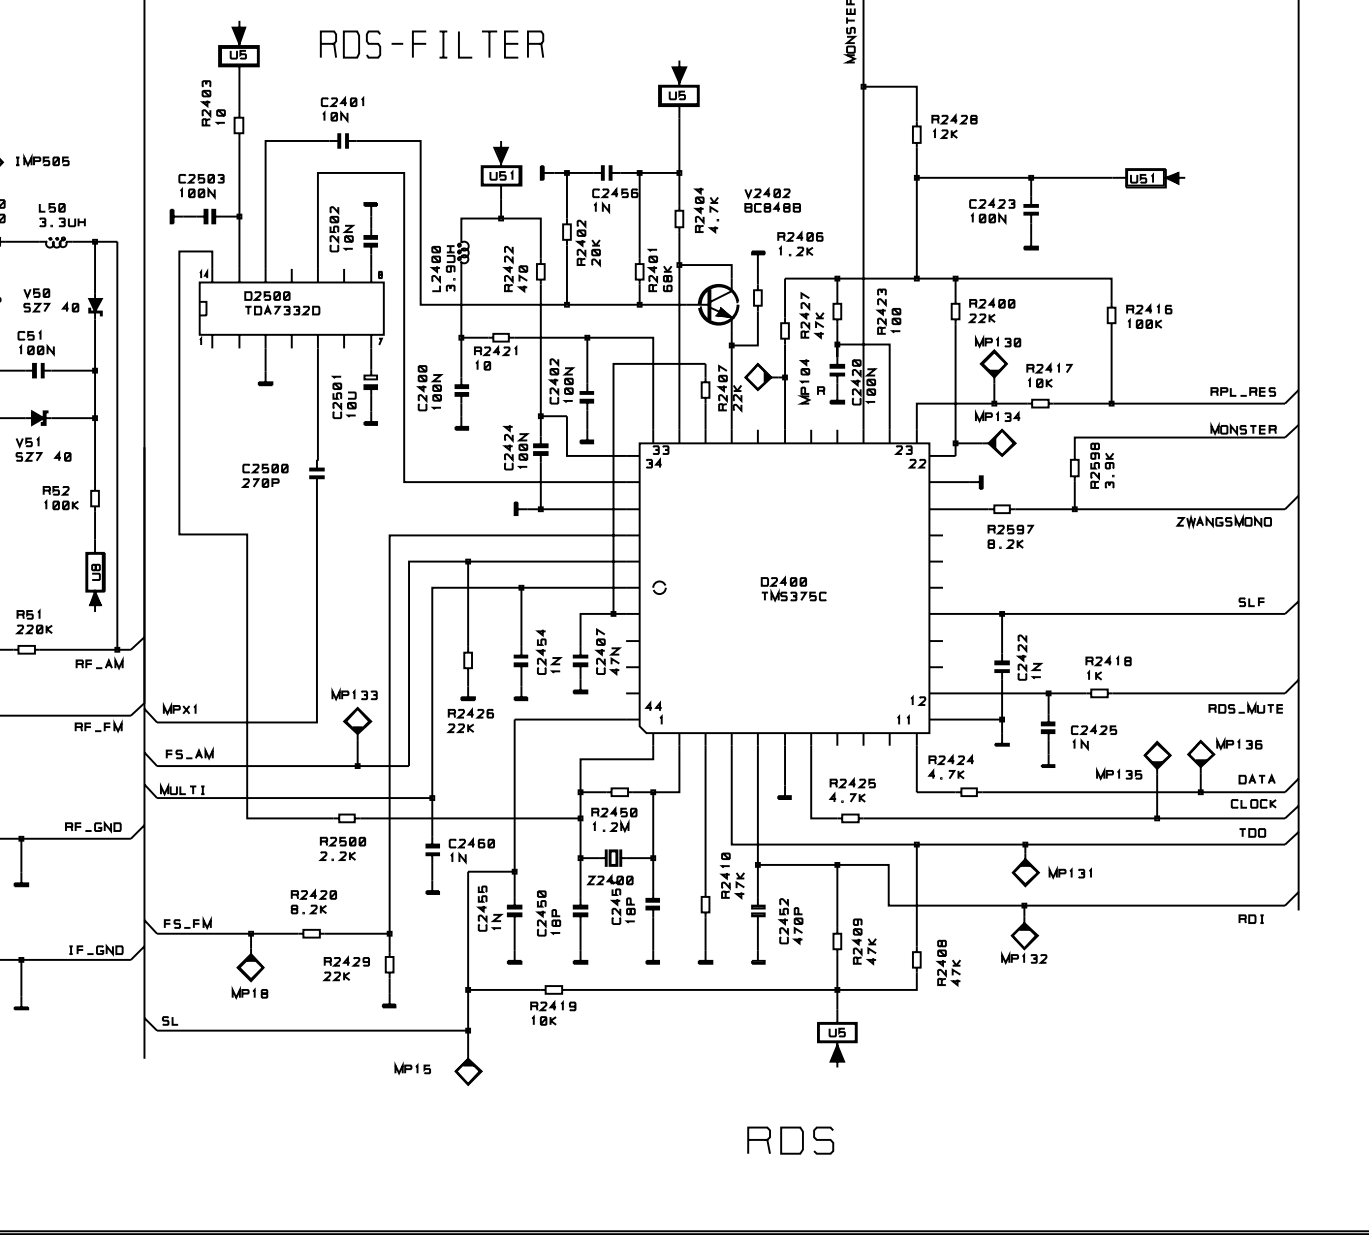 RDS-FILTER
MONSTER
U5
R2403
10
C2401
10N
U5
R2428
12K
IMP505
C2503
100N
L50
3.3UH
C2502
10N
U51
C2456
1N
R2404
4.7K
V2402
BC848B
C2423
100N
U51
R2402
20K
R2401
68K
R2406
1.2K
L2400
3.9UH
R2422
470
14
8
D2500
TDA7332D
1
7
V50
SZ7 40
C51
100N
R2427
47K
R2423
100
R2400
22K
R2416
100K
MP130
R2421
10
C2501
10U
C2400
100N
C2402
100N
R2407
22K
MP104
R
C2420
100N
R2417
10K
RPL_RES
MP134
MONSTER
V51
SZ7 40
C2424
100N
33
34
23
22
R2598
3.9K
C2500
270P
R52
100K
ZWANGSMONO
R2597
8.2K
U8
D2400
TMS375C
SLF
R51
220K
RF_AM
C2454
1N
C2407
47N
C2422
1N
R2418
1K
MP133
MPX1
RF_FM
R2426
22K
44
1
12
11
RDS_MUTE
C2425
1N
FS_AM
R2424
4.7K
MP136
MP135
MULTI
R2425
4.7K
DATA
CLOCK
R2450
1.2M
RF_GND
R2500
2.2K
C2460
1N
TDO
Z2400
R2410
47K
MP131
R2420
8.2K
C2455
1N
C2450
18P
C245
18P
C2452
470P
FS_FM
RDI
R2409
47K
R2408
47K
IF_GND
R2429
22K
MP132
MP18
R2419
10K
SL
U5
MP15
RDS